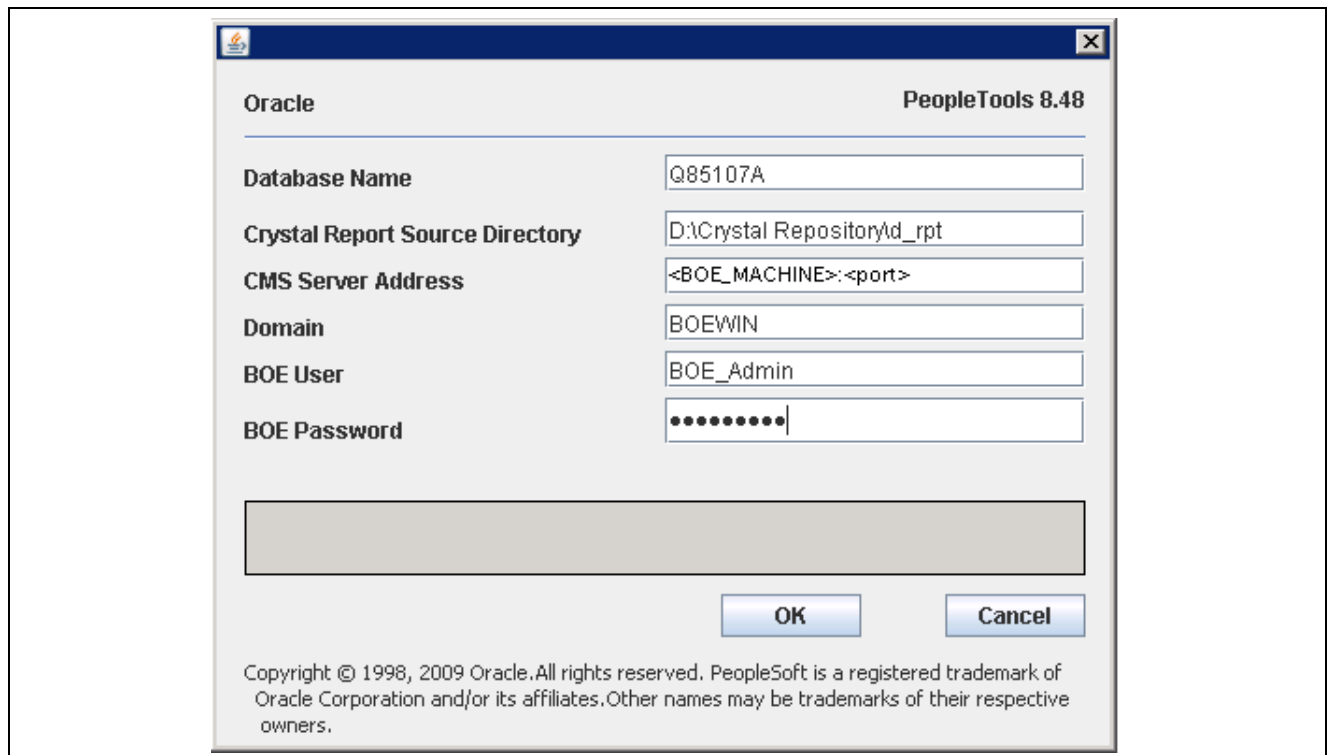 Oracle PeopleTools 8.48
Database Name Q85107A
Crystal Report Source Directory D:\Crystal Repository\d_rpt
CMS Server Address <BOE_MACHINE>:<port>
Domain BOEWIN
BOE User BOE_Admin
BOE Password •••••••••
OK Cancel
Copyright © 1998, 2009 Oracle.All rights reserved. PeopleSoft is a registered trademark of
Oracle Corporation and/or its affiliates.Other names may be trademarks of their respective
owners.